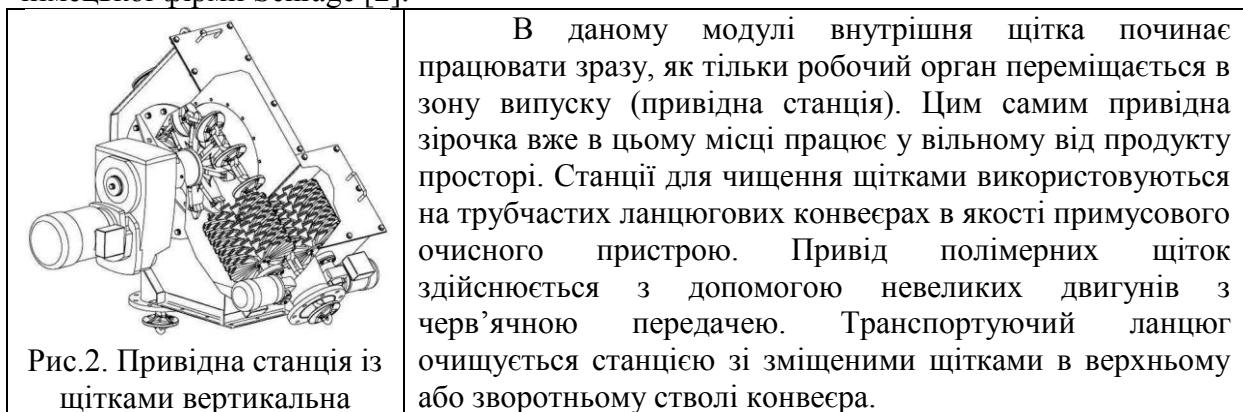 німецької фірми Schrage [2].
В даному модулі внутрішня щітка починає
працювати зразу, як тільки робочий орган переміщається в
зону випуску (привідна станція). Цим самим привідна
зірочка вже в цьому місці працює у вільному від продукту
просторі. Станції для чищення щітками використовуються
на трубчастих ланцюгових конвеєрах в якості примусового
очисного пристрою. Привід полімерних щіток
здійснюється з допомогою невеликих двигунів з
черв’ячною передачею. Транспортуючий ланцюг
очищується станцією зі зміщеними щітками в верхньому
або зворотньому стволі конвеєра.
Рис.2. Привідна станція із
щітками вертикальна